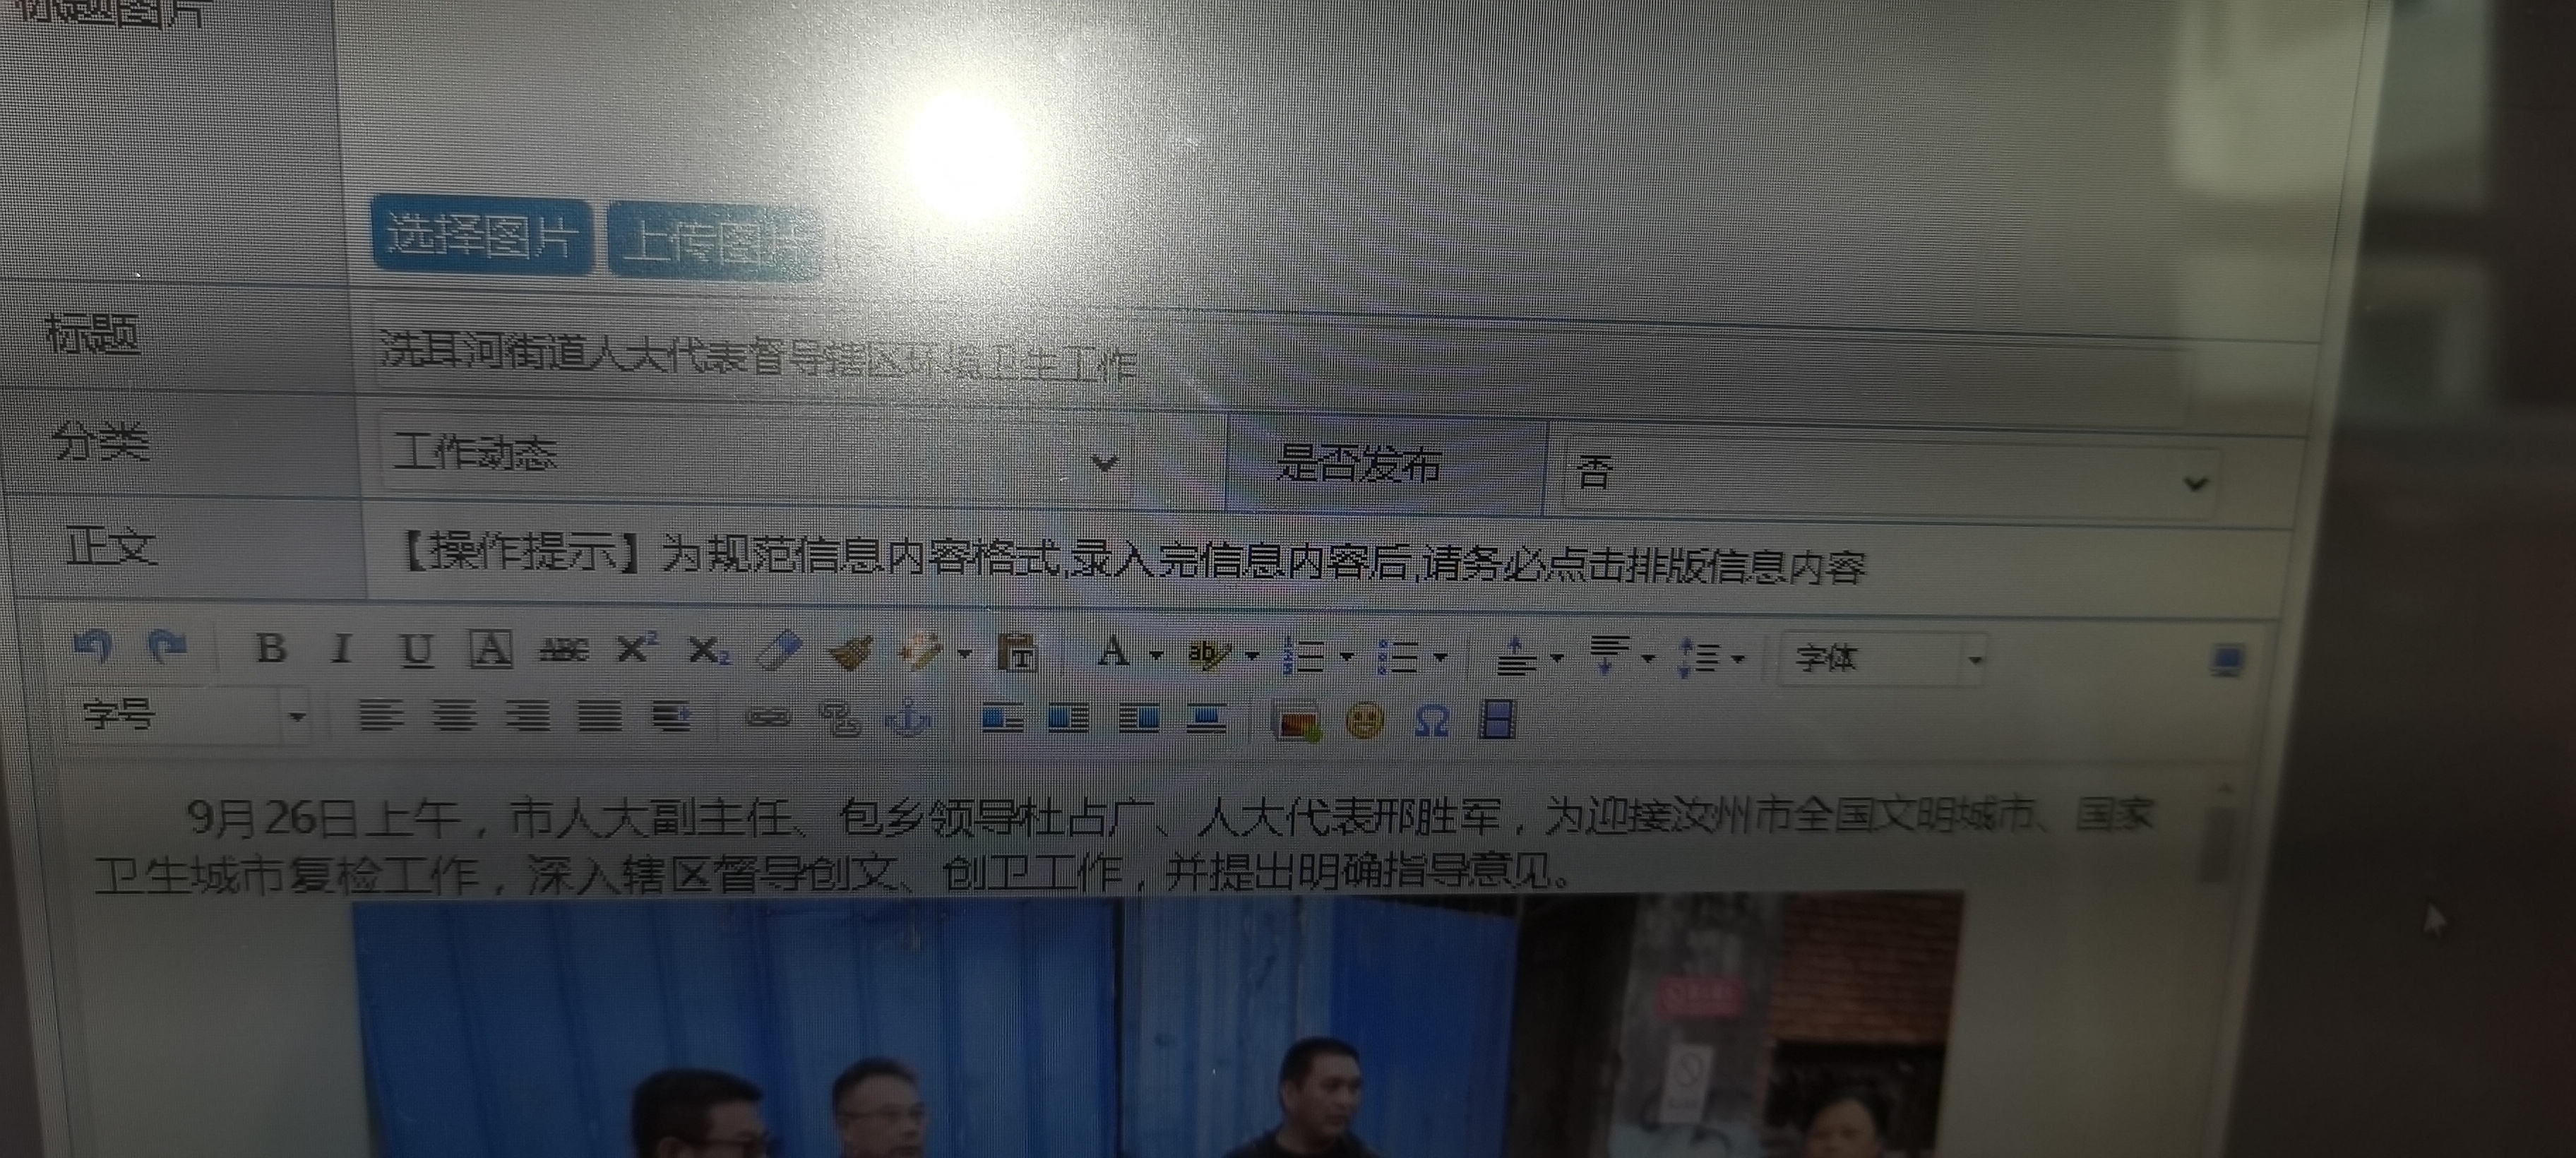 标题图片
选择图片 上传图片
标题 洗耳河街道人大代表督导辖区环境卫生工作
分类 工作动态 是否发布 否
正文 【操作提示】为规范信息内容格式,录入完信息内容后,请务必点击排版信息内容
B I U A ABC X² X₂ T A ab 字体
字号 Ω
9月26日上午，市人大副主任、包乡领导杜占广、人大代表邢胜军，为迎接汝州市全国文明城市、国家
卫生城市复检工作，深入辖区督导创文、创卫工作，并提出明确指导意见。